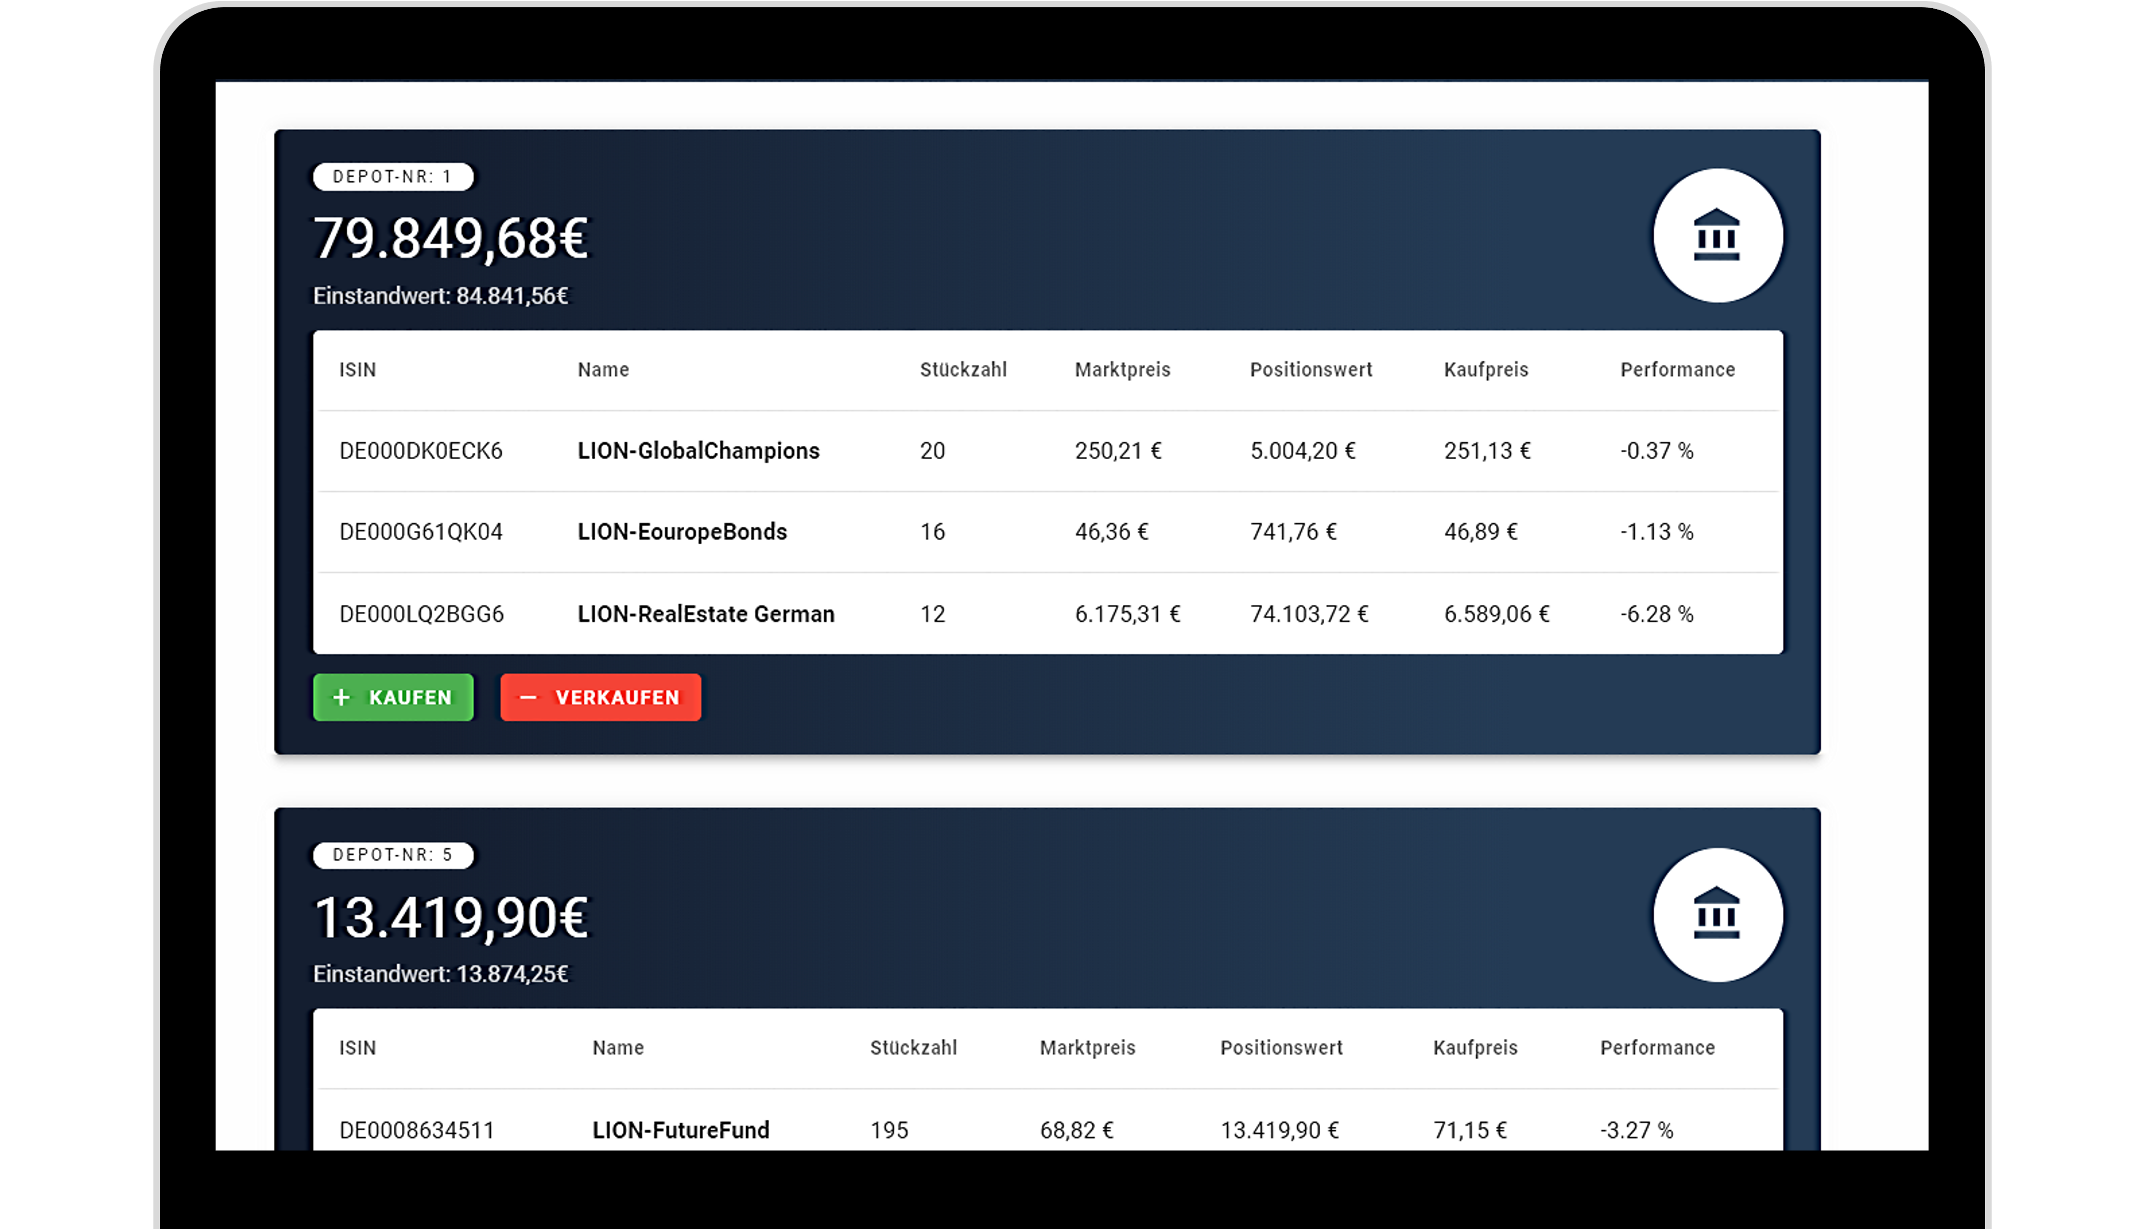 DEPOT-NR: 1
79.849,68€
Einstandwert: 84.841,56€
ISIN Name Stückzahl Marktpreis Positionswert Kaufpreis Performance
DE000DK0ECK6 LION-GlobalChampions 20 250,21 € 5.004,20 € 251,13 € -0.37 %
DE000G61QK04 LION-EouropeBonds 16 46,36 € 741,76 € 46,89 € -1.13 %
DE000LQ2BGG6 LION-RealEstate German 12 6.175,31 € 74.103,72 € 6.589,06 € -6.28 %
+ KAUFEN − VERKAUFEN
DEPOT-NR: 5
13.419,90€
Einstandwert: 13.874,25€
ISIN Name Stückzahl Marktpreis Positionswert Kaufpreis Performance
DE0008634511 LION-FutureFund 195 68,82 € 13.419,90 € 71,15 € -3.27 %